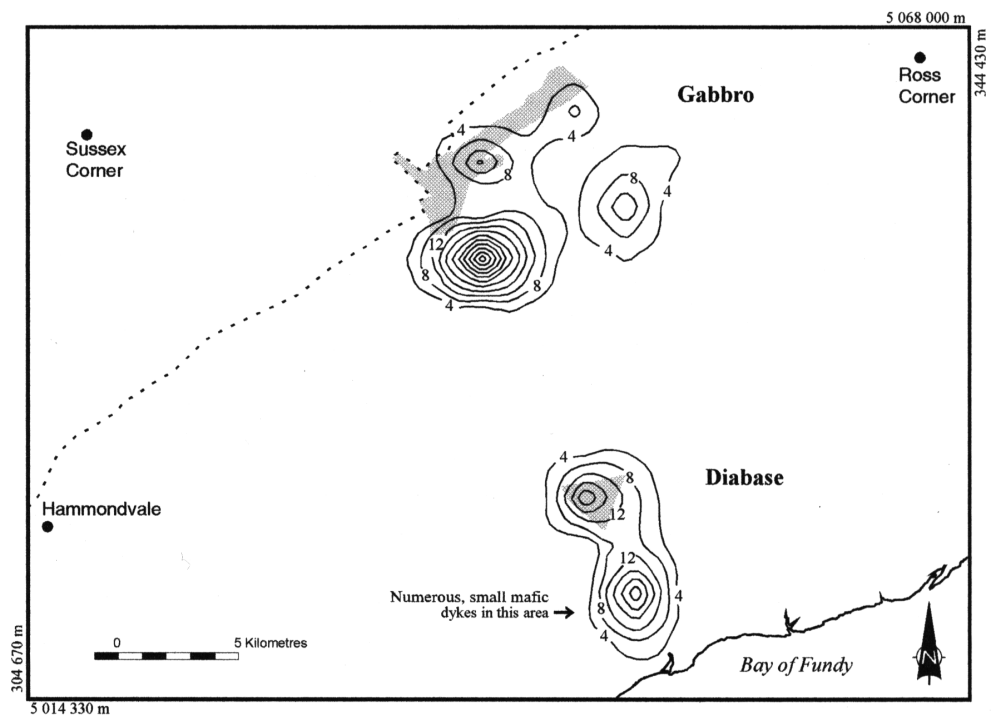 5 068 000 m
344 430 m
Ross
Corner
Gabbro
Sussex
Corner
4
4
8
8
4
4
12
8
8
4
Diabase
4
8
12
Hammondvale
12
Numerous, small mafic
dykes in this area
8
4
4
0 5 Kilometres
N
Bay of Fundy
304 670 m
5 014 330 m